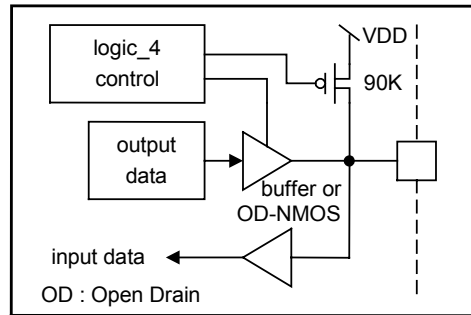 logic_4
control
VDD
90K
output
data
buffer or
OD-NMOS
input data
OD : Open Drain